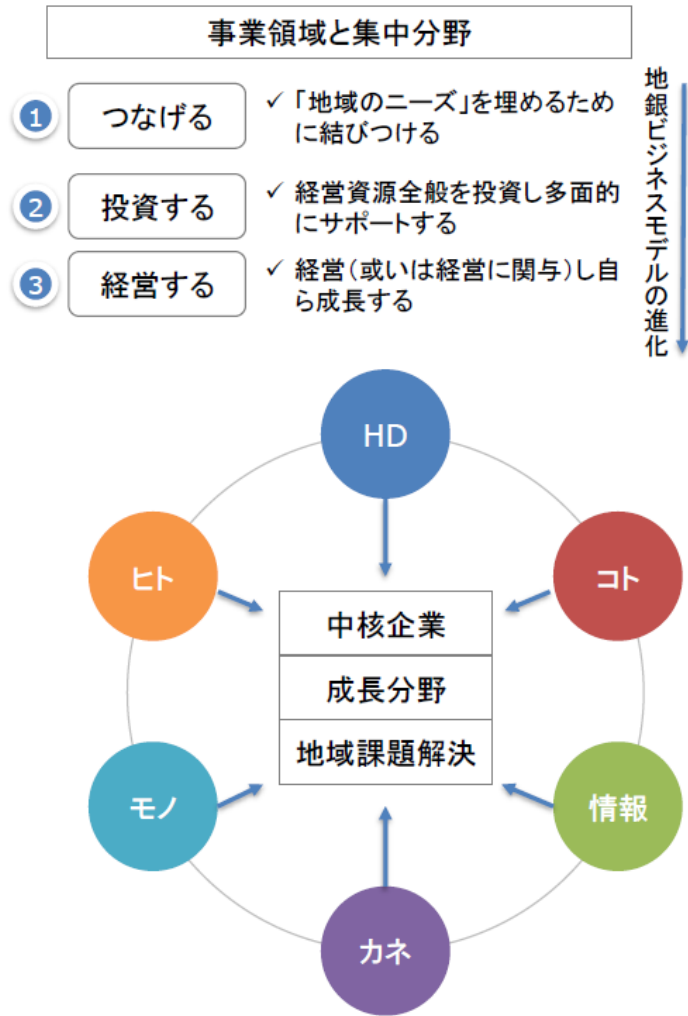 事業領域と集中分野
1
つなげる
✓ 「地域のニーズ」を埋めるため
に結びつける
2
投資する
✓ 経営資源全般を投資し多面的
にサポートする
3
経営する
✓ 経営(或いは経営に関与)し自
ら成長する
地銀ビジネスモデルの進化
HD
ヒト
コト
中核企業
成長分野
地域課題解決
モノ
情報
カネ